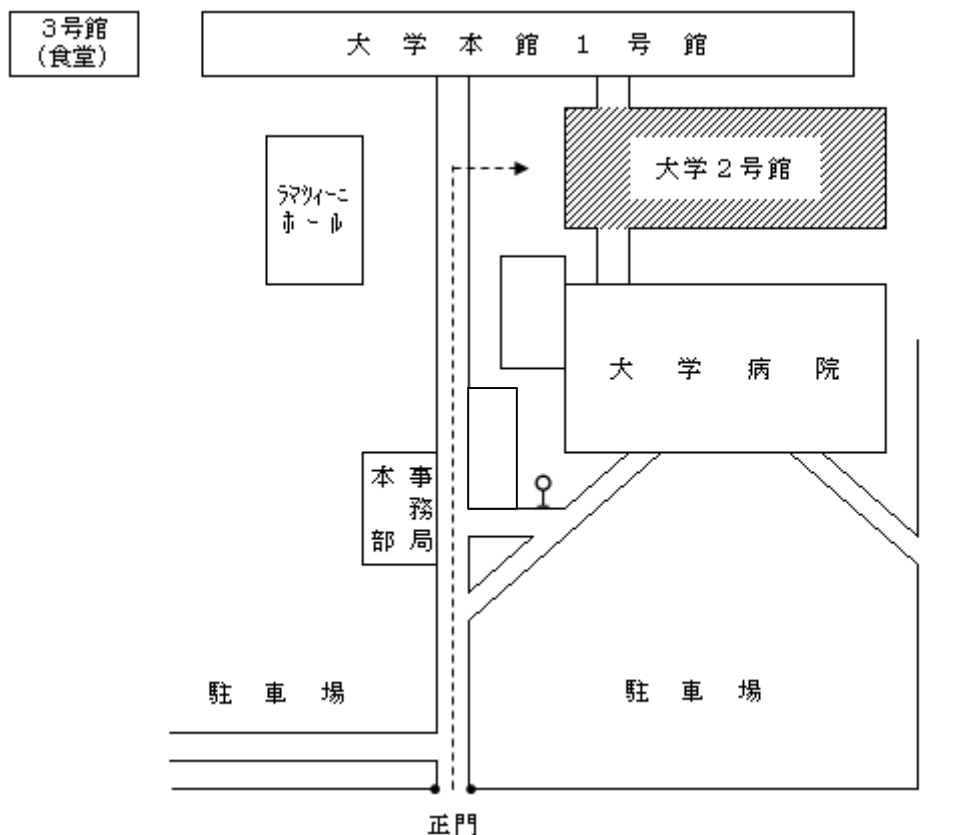 ３号館
（食堂）
大学本館１号館
大学２号館
ﾗﾏﾂｨｰﾆ
ホール
大学病院
事務局
本部
駐車場
駐車場
正門